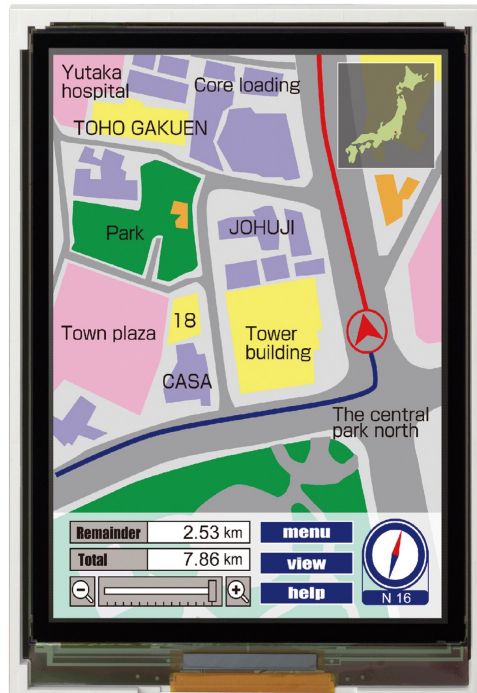 Yutaka
hospital
Core loading
TOHO GAKUEN
Park
JOHUJI
18
Town plaza
Tower
building
CASA
The central
park north
Remainder 2.53 km
menu
Total 7.86 km
view
help
N 16